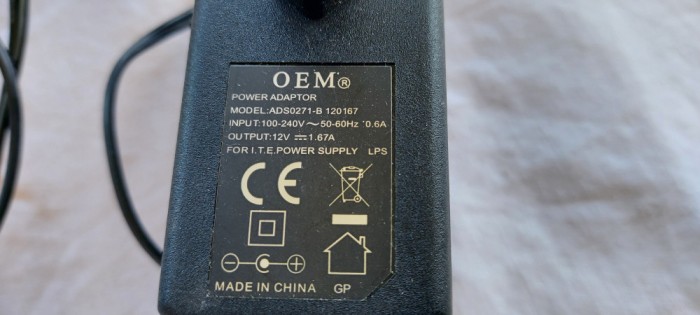 OEM®
POWER ADAPTOR
MODEL:ADS0271-B 120167
INPUT:100-240V～50-60Hz 0.6A
OUTPUT:12V ⎓ 1.67A
FOR I.T.E.POWER SUPPLY LPS
CE
MADE IN CHINA GP